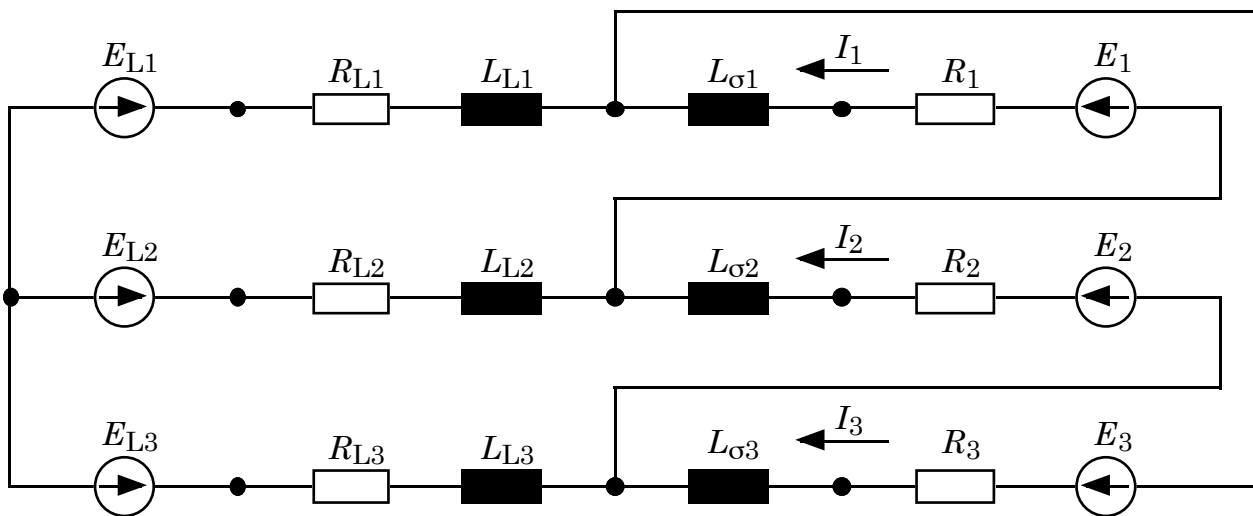 E_L1 R_L1 L_L1 L_σ1 I_1 R_1 E_1
E_L2 R_L2 L_L2 L_σ2 I_2 R_2 E_2
E_L3 R_L3 L_L3 L_σ3 I_3 R_3 E_3